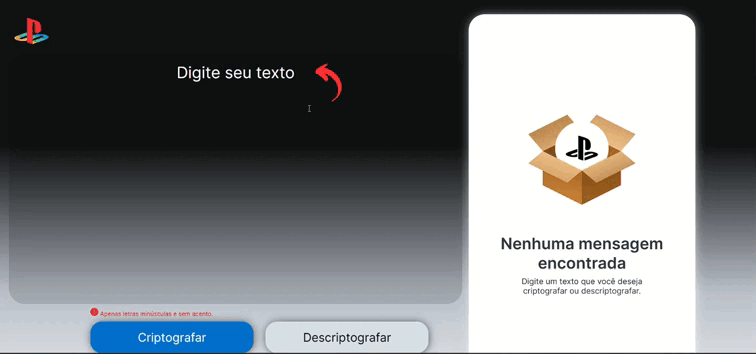 Digite seu texto
Nenhuma mensagem
encontrada
Digite um texto que você deseja
criptografar ou descriptografar.
Apenas letras minúsculas e sem acento.
Criptografar
Descriptografar